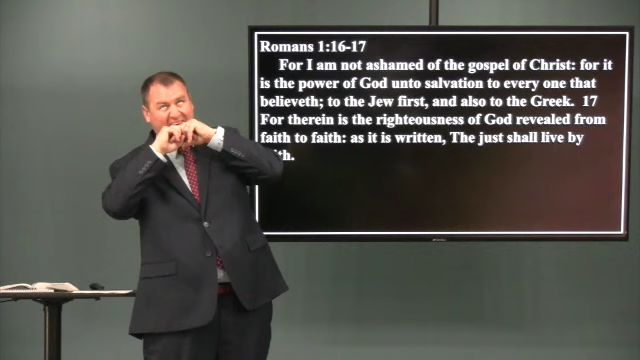 Romans 1:16-17
For I am not ashamed of the gospel of Christ: for it
is the power of God unto salvation to every one that
believeth; to the Jew first, and also to the Greek. 17
For therein is the righteousness of God revealed from
faith to faith: as it is written, The just shall live by
th.